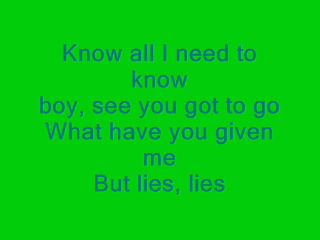 Know all I need to
know
boy, see you got to go
What have you given
me
But lies, lies